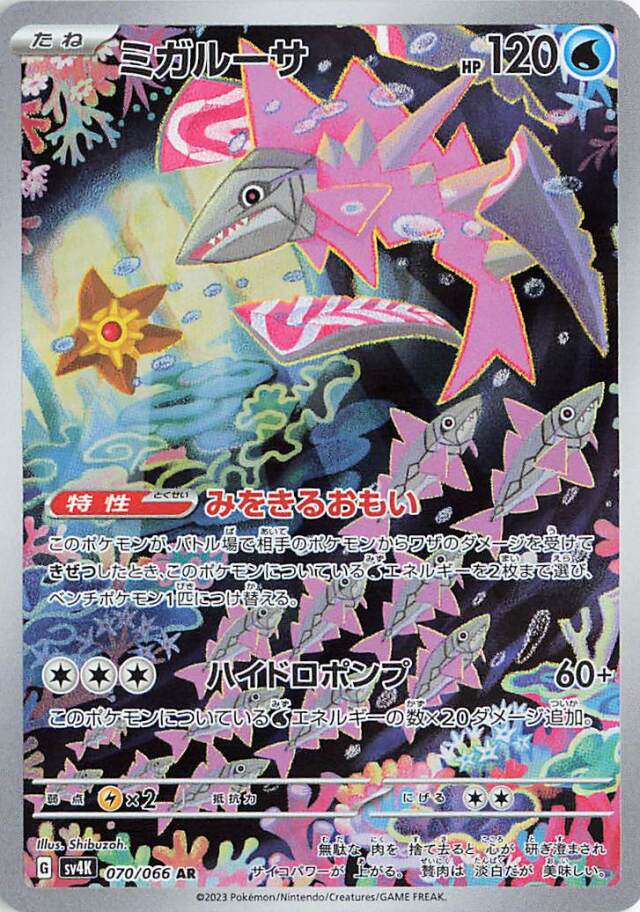 たね ミガルーサ HP 120
特性 とくせい みをきるおもい
このポケモンが、バトル場で相手のポケモンからワザのダメージを受けて
きぜつしたとき、このポケモンについているエネルギーを2枚まで選び、
ベンチポケモン1匹につけ替える。
ハイドロポンプ 60+
このポケモンについているエネルギーの数×20ダメージ追加。
弱点 ×2 抵抗力 にげる
Illus. Shibuzoh.
G sv4K 070/066 AR
無駄な 肉を 捨て去ると 心が 研ぎ澄まされ
サイコパワーが 上がる。 贅肉は 淡白だが 美味しい。
©2023 Pokémon/Nintendo/Creatures/GAME FREAK.